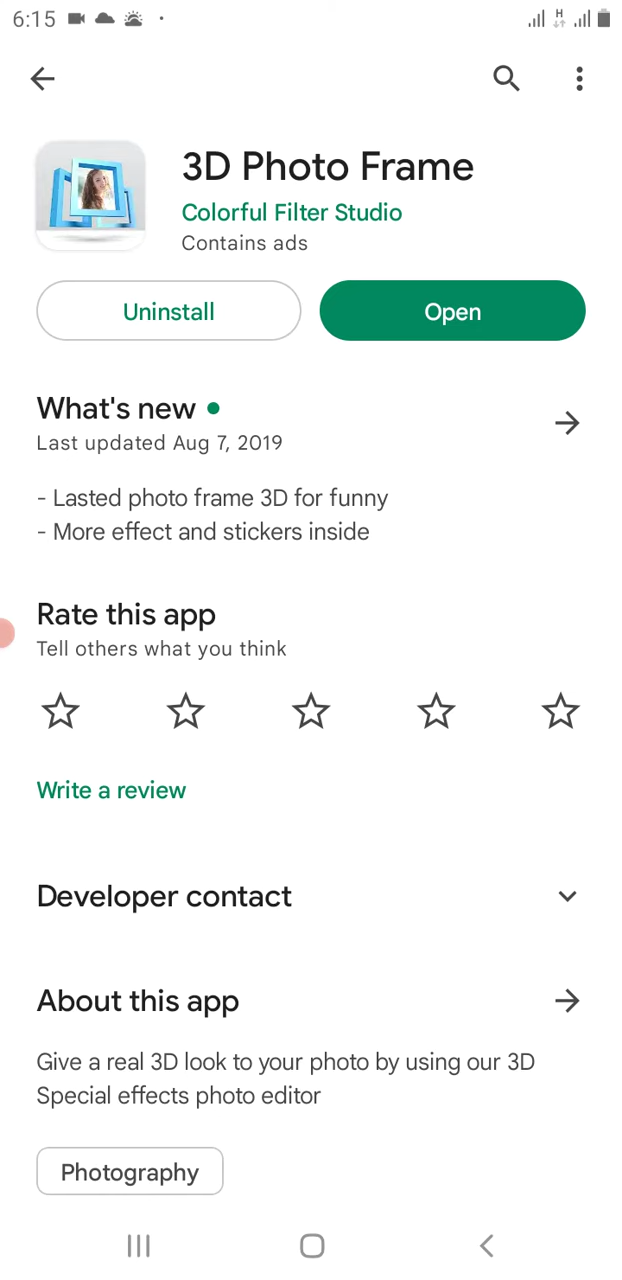 6:15
H
3D Photo Frame
Colorful Filter Studio
Contains ads
Uninstall
Open
What's new
Last updated Aug 7, 2019
- Lasted photo frame 3D for funny
- More effect and stickers inside
Rate this app
Tell others what you think
Write a review
Developer contact
About this app
Give a real 3D look to your photo by using our 3D
Special effects photo editor
Photography